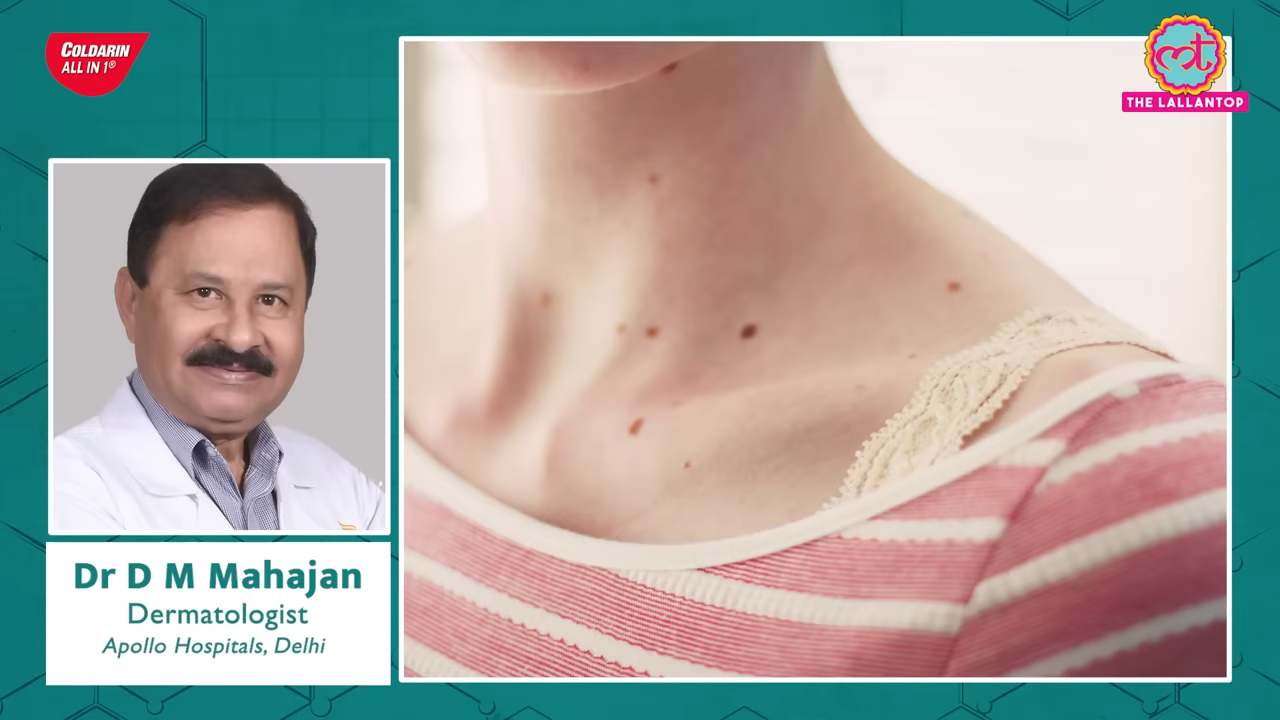 COLDARIN
ALL IN 1®
THE LALLANTOP
Dr D M Mahajan
Dermatologist
Apollo Hospitals, Delhi